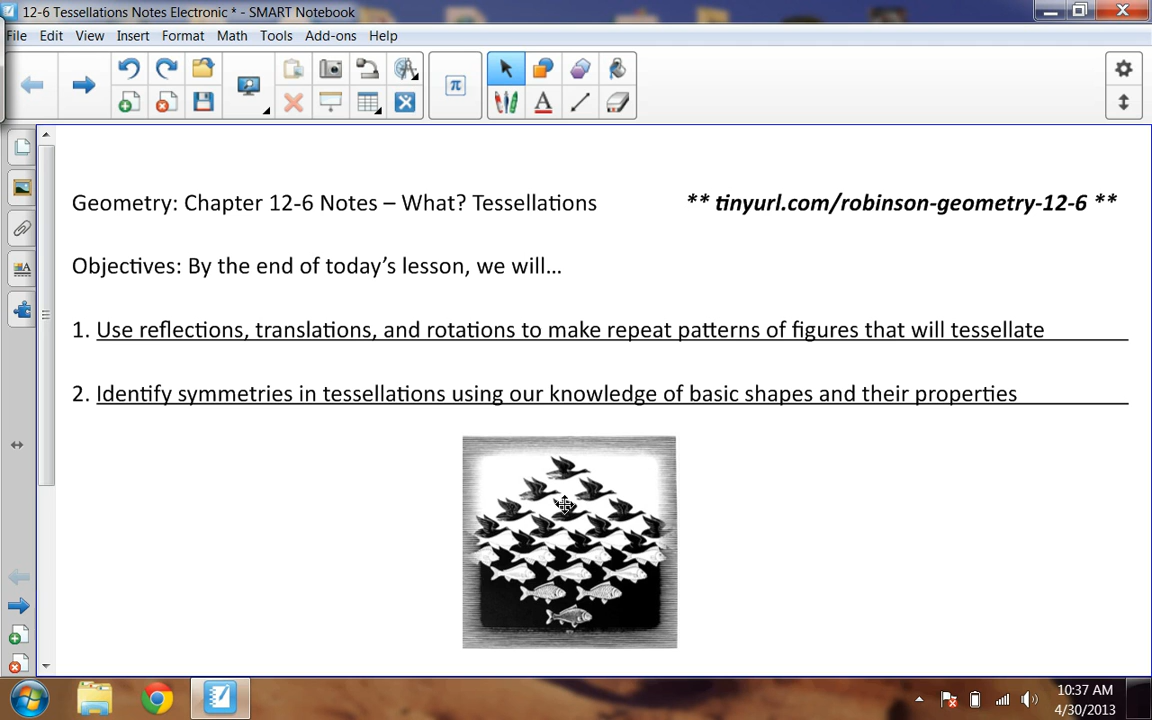 12-6 Tessellations Notes Electronic * - SMART Notebook
File Edit View Insert Format Math Tools Add-ons Help
π
A
Geometry: Chapter 12-6 Notes – What? Tessellations ** tinyurl.com/robinson-geometry-12-6 **
Objectives: By the end of today's lesson, we will…
1. Use reflections, translations, and rotations to make repeat patterns of figures that will tessellate
2. Identify symmetries in tessellations using our knowledge of basic shapes and their properties
10:37 AM
4/30/2013